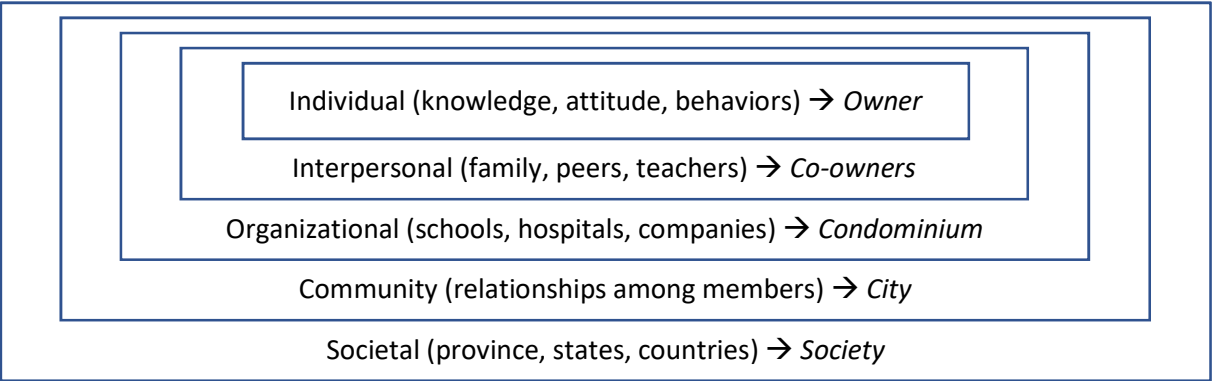 Individual (knowledge, attitude, behaviors) → Owner
Interpersonal (family, peers, teachers) → Co-owners
Organizational (schools, hospitals, companies) → Condominium
Community (relationships among members) → City
Societal (province, states, countries) → Society